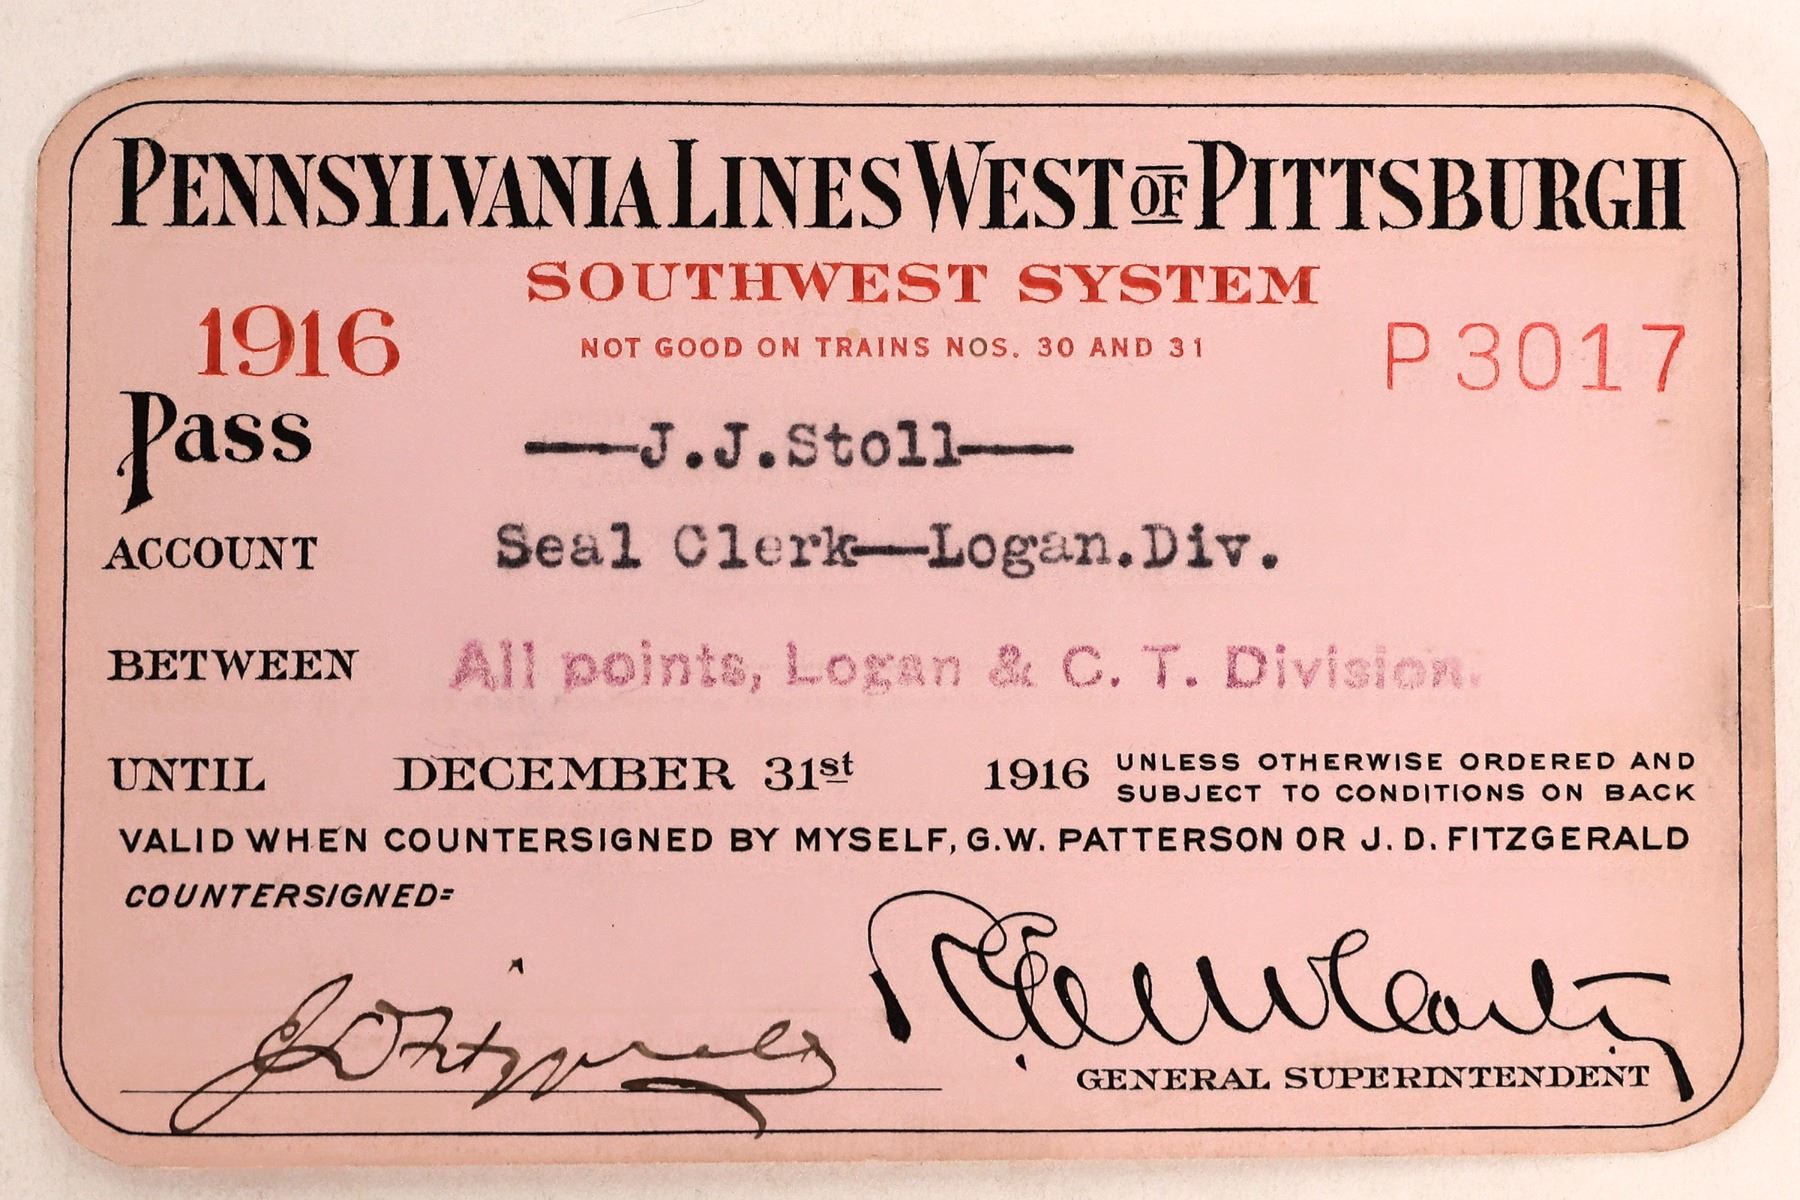 PENNSYLVANIA LINES WEST OF PITTSBURGH
SOUTHWEST SYSTEM
1916
NOT GOOD ON TRAINS NOS. 30 AND 31
P3017
Pass
—J.J.Stoll—
ACCOUNT Seal Clerk—Logan.Div.
BETWEEN All points, Logan & C. T. Division.
UNTIL DECEMBER 31st 1916 UNLESS OTHERWISE ORDERED AND
SUBJECT TO CONDITIONS ON BACK
VALID WHEN COUNTERSIGNED BY MYSELF, G.W. PATTERSON OR J. D. FITZGERALD
COUNTERSIGNED=
J D Fitzgerald
GENERAL SUPERINTENDENT